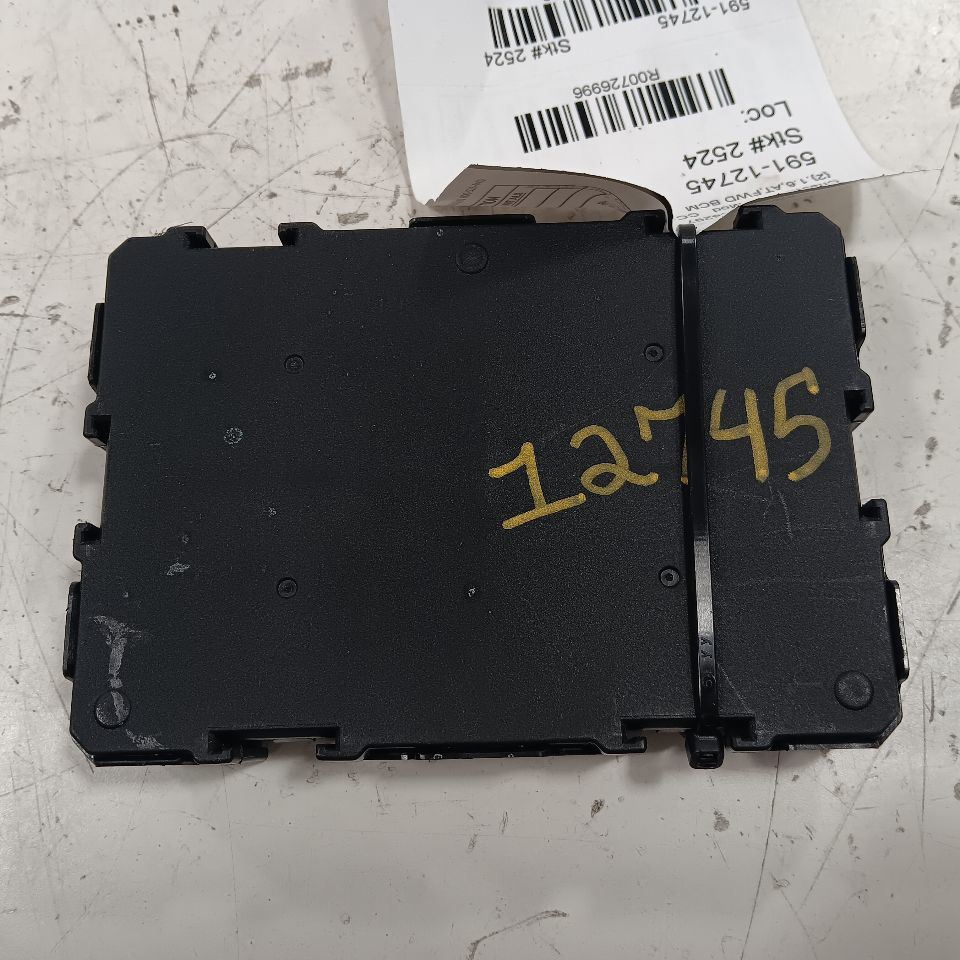 591-12745
Stk# 2524
R00726996
Loc:
Stk# 2524
591-12745
(2),1.6,AT,FWD BCM
12745